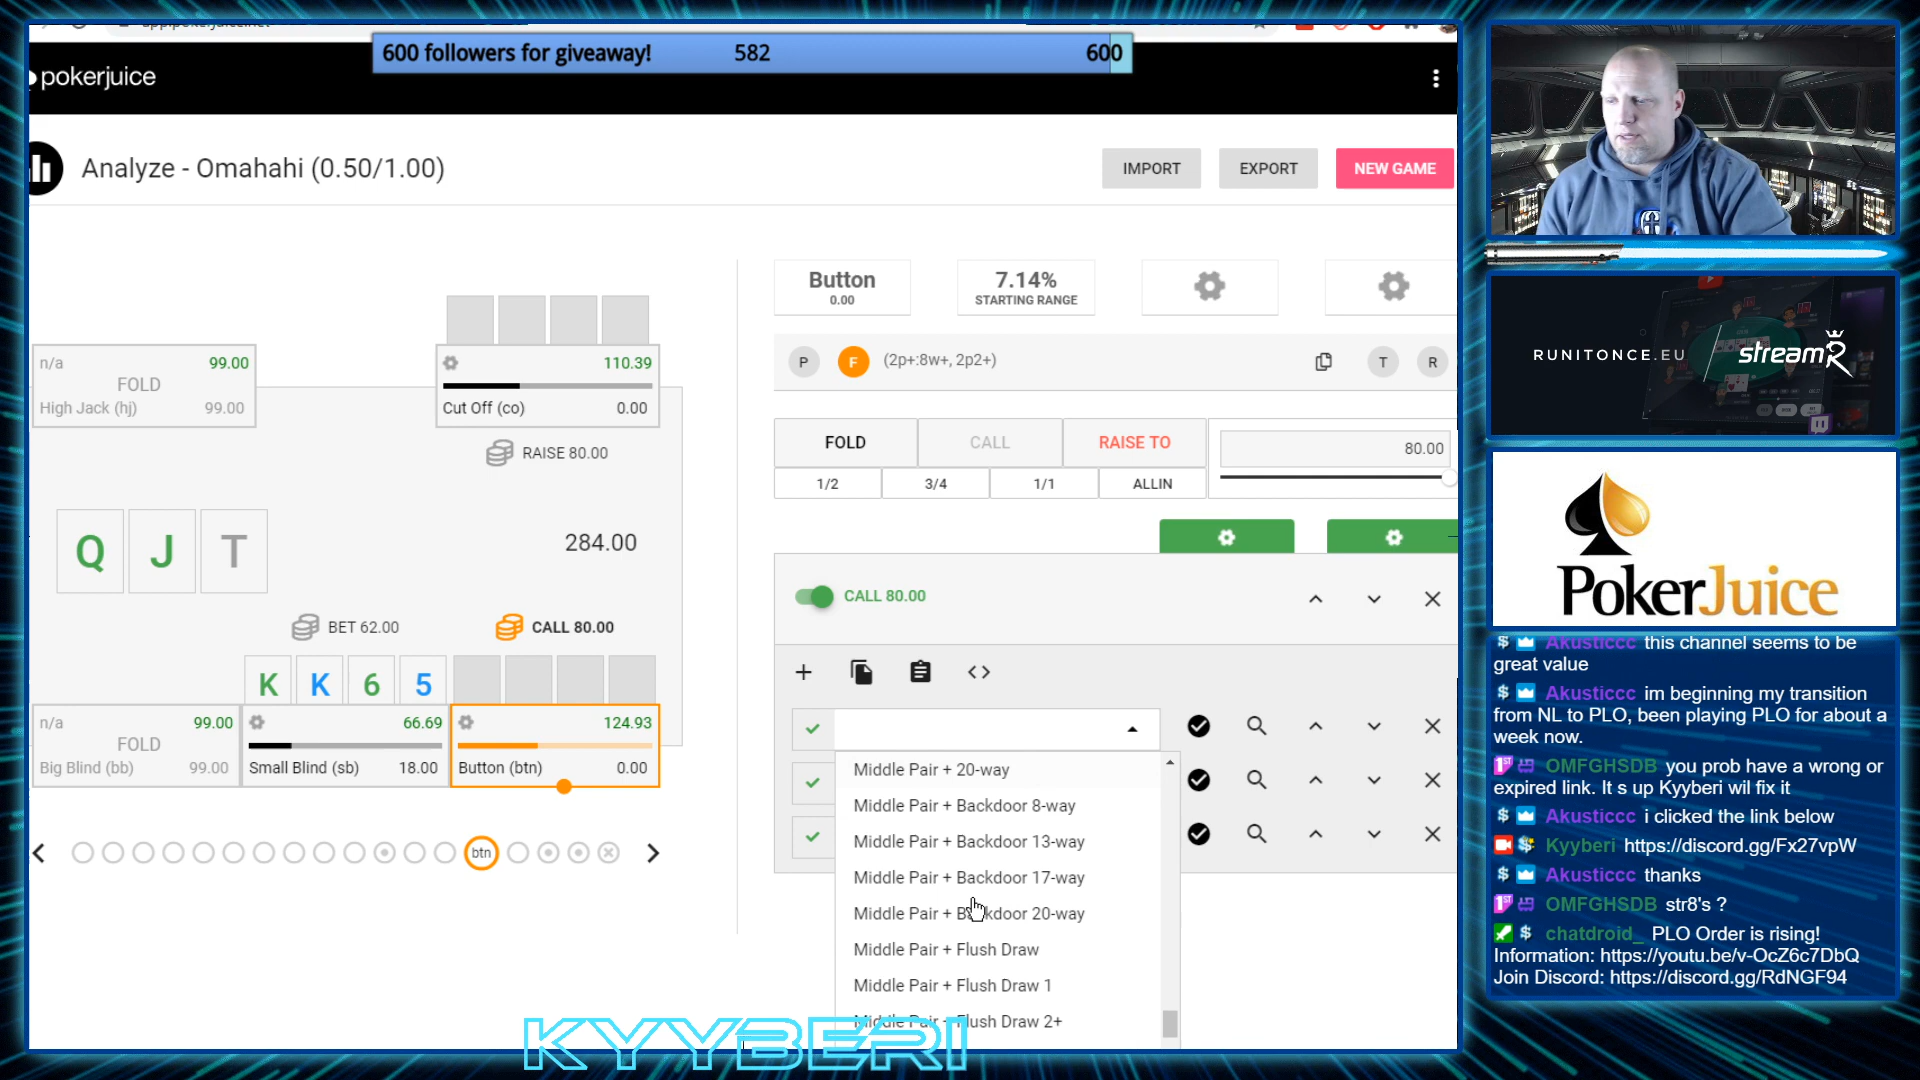 600 followers for giveaway! 582 600
pokerjuice
Analyze - Omahahi (0.50/1.00)
IMPORT
EXPORT
NEW GAME
n/a 99.00
FOLD
High Jack (hj) 99.00
110.39
Cut Off (co) 0.00
RAISE 80.00
Q J T
284.00
BET 62.00
CALL 80.00
K K 6 5
n/a 99.00
FOLD
Big Blind (bb) 99.00
66.69
Small Blind (sb) 18.00
124.93
Button (btn) 0.00
btn
Button
0.00
7.14%
STARTING RANGE
P F (2p+:8w+, 2p2+) T R
FOLD CALL RAISE TO 80.00
1/2 3/4 1/1 ALLIN
CALL 80.00
Middle Pair + 20-way
Middle Pair + Backdoor 8-way
Middle Pair + Backdoor 13-way
Middle Pair + Backdoor 17-way
Middle Pair + Backdoor 20-way
Middle Pair + Flush Draw
Middle Pair + Flush Draw 1
Middle Pair + Flush Draw 2+
KYYBERI
RUNITONCE.EU / streamR
PokerJuice
Akusticcc this channel seems to be
great value
Akusticcc im beginning my transition
from NL to PLO, been playing PLO for about a
week now.
OMFGHSDB you prob have a wrong or
expired link. It s up Kyyberi wil fix it
Akusticcc i clicked the link below
Kyyberi https://discord.gg/Fx27vpW
Akusticcc thanks
OMFGHSDB str8's ?
chatdroid_ PLO Order is rising!
Information: https://youtu.be/v-OcZ6c7DbQ
Join Discord: https://discord.gg/RdNGF94